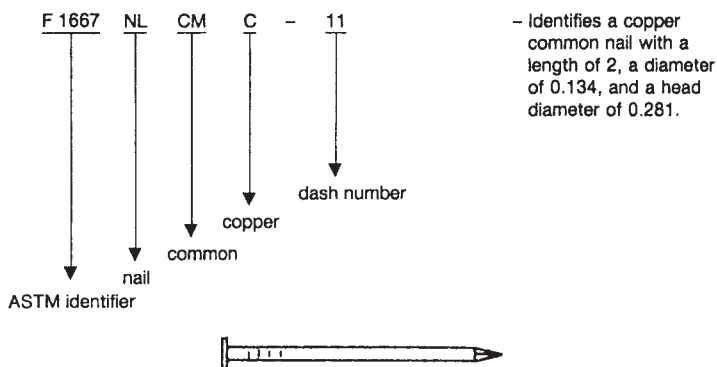 F 1667 NL CM C – 11
– Identifies a copper
common nail with a
length of 2, a diameter
of 0.134, and a head
diameter of 0.281.
dash number
copper
common
nail
ASTM identifier